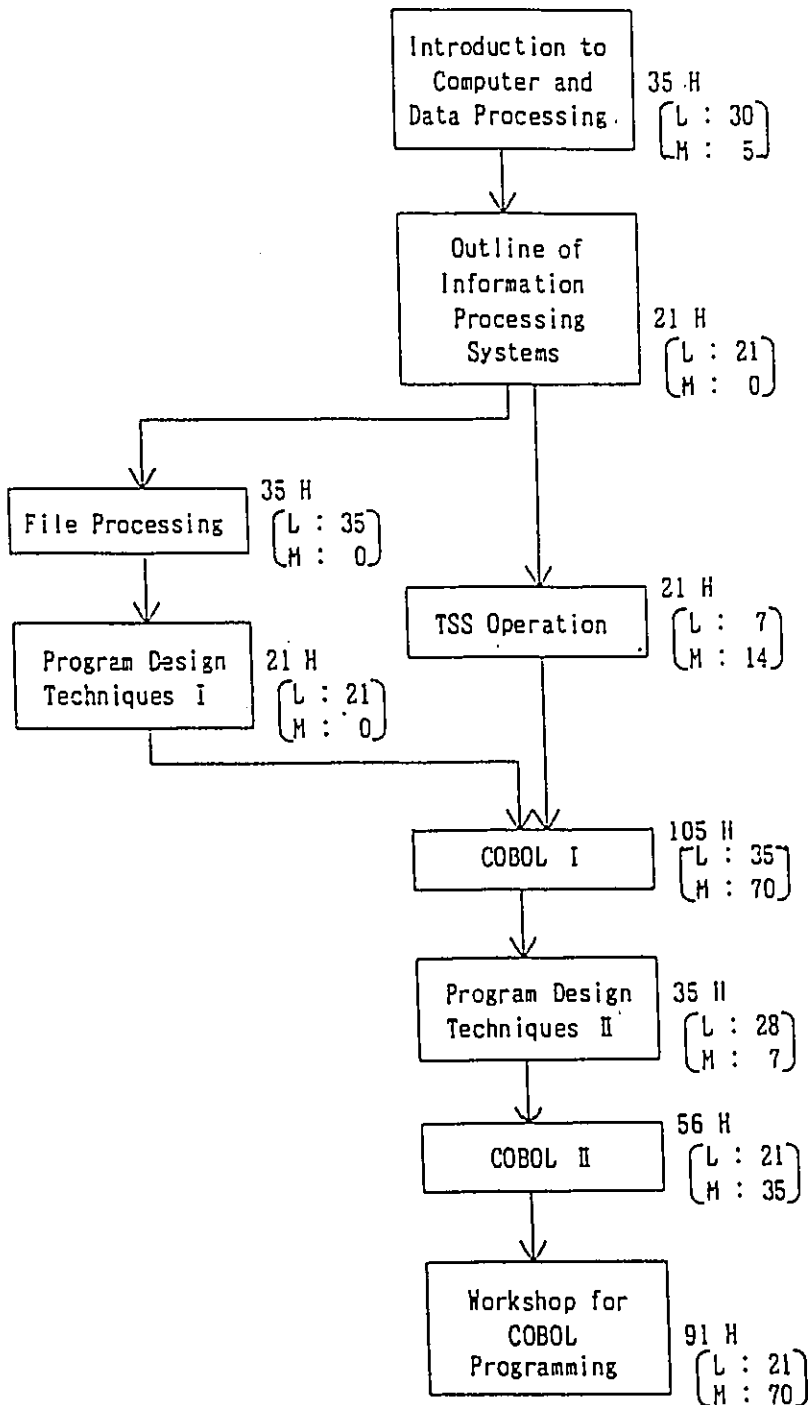 Introduction to
Computer and
Data Processing
35 H
L : 30
M : 5
Outline of
Information
Processing
Systems
21 H
L : 21
M : 0
File Processing
35 H
L : 35
M : 0
TSS Operation
21 H
L : 7
M : 14
Program Design
Techniques I
21 H
L : 21
M : 0
COBOL I
105 H
L : 35
M : 70
Program Design
Techniques II
35 H
L : 28
M : 7
COBOL II
56 H
L : 21
M : 35
Workshop for
COBOL
Programming
91 H
L : 21
M : 70